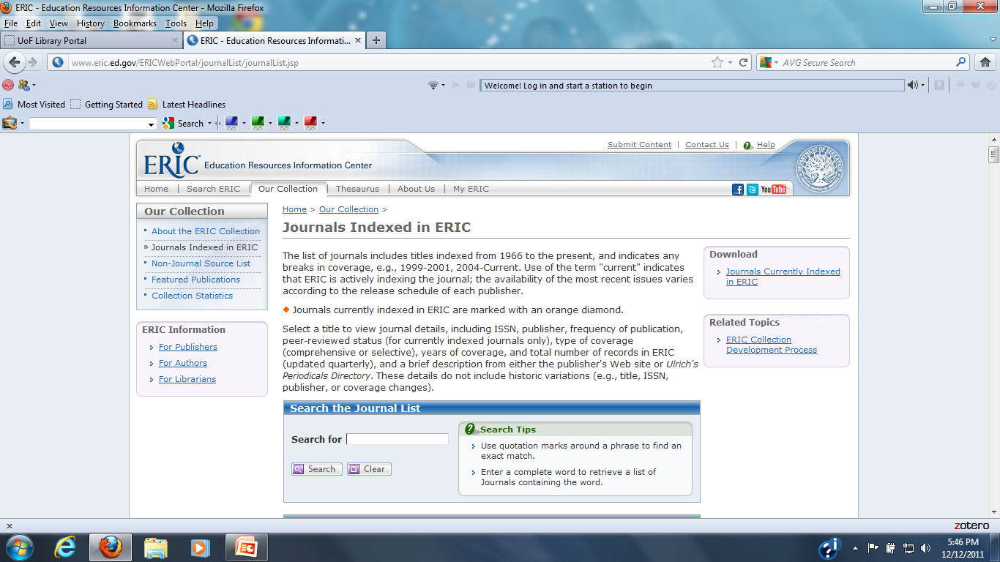 ERIC - Education Resources Information Center - Mozilla Firefox
File Edit View History Bookmarks Tools Help
UoF Library Portal
ERIC - Education Resources Informati...
www.eric.ed.gov/ERICWebPortal/journalList/journalList.jsp
AVG Secure Search
Welcome! Log in and start a station to begin
Most Visited Getting Started Latest Headlines
Search
Submit Content | Contact Us | Help
ERIC Education Resources Information Center
Home | Search ERIC | Our Collection | Thesaurus | About Us | My ERIC
You Tube
Our Collection
About the ERIC Collection
Journals Indexed in ERIC
Non-Journal Source List
Featured Publications
Collection Statistics
ERIC Information
For Publishers
For Authors
For Librarians
Home > Our Collection >
Journals Indexed in ERIC
The list of journals includes titles indexed from 1966 to the present, and indicates any
breaks in coverage, e.g., 1999-2001, 2004-Current. Use of the term "current" indicates
that ERIC is actively indexing the journal; the availability of the most recent issues varies
according to the release schedule of each publisher.
Journals currently indexed in ERIC are marked with an orange diamond.
Select a title to view journal details, including ISSN, publisher, frequency of publication,
peer-reviewed status (for currently indexed journals only), type of coverage
(comprehensive or selective), years of coverage, and total number of records in ERIC
(updated quarterly), and a brief description from either the publisher's Web site or Ulrich's
Periodicals Directory. These details do not include historic variations (e.g., title, ISSN,
publisher, or coverage changes).
Download
Journals Currently Indexed
in ERIC
Related Topics
ERIC Collection
Development Process
Search the Journal List
Search for
Search Clear
Search Tips
Use quotation marks around a phrase to find an
exact match.
Enter a complete word to retrieve a list of
Journals containing the word.
zotero
5:46 PM
12/12/2011